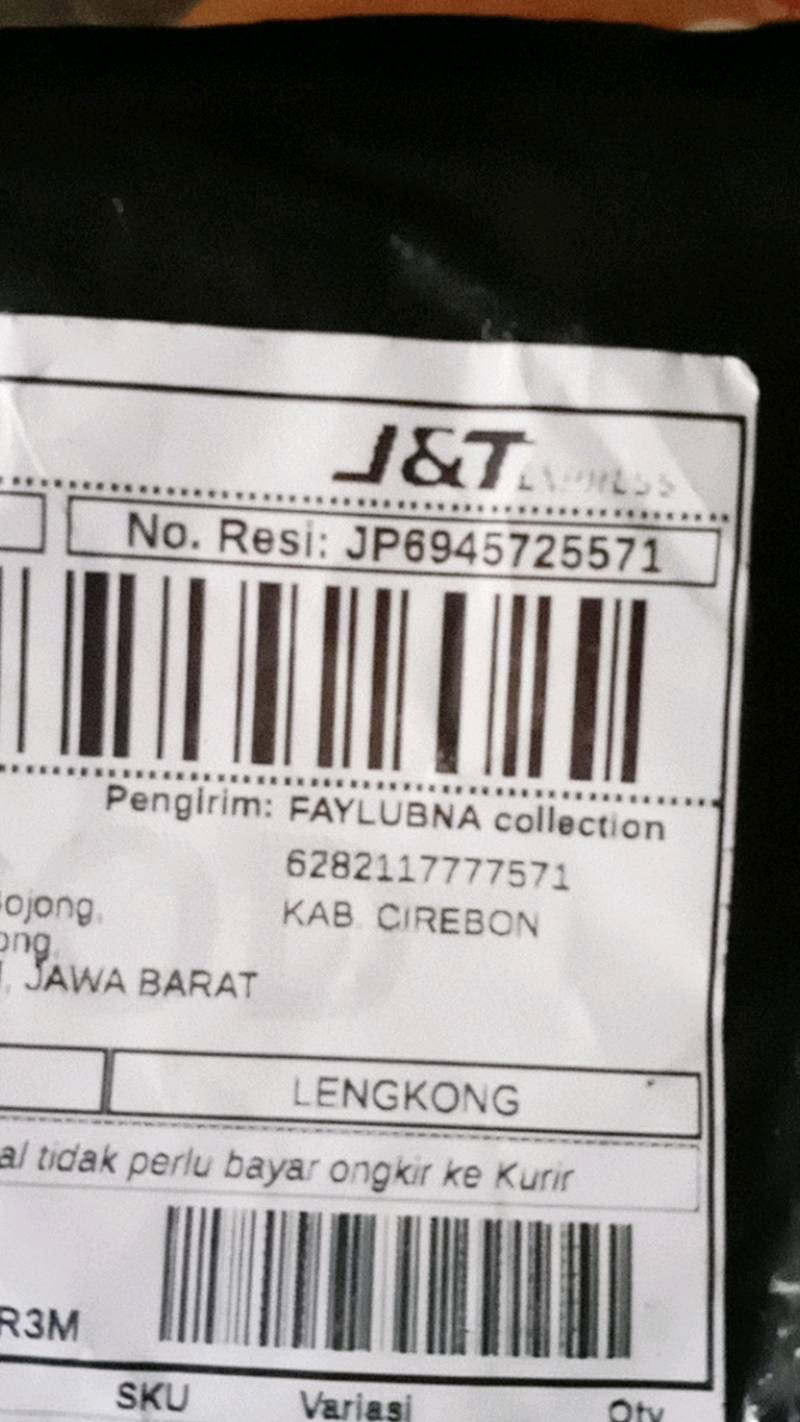 J&T EXPRESS
No. Resi: JP6945725571
Pengirim: FAYLUBNA collection
6282117777571
ojong,
KAB. CIREBON
ong,
JAWA BARAT
LENGKONG
al tidak perlu bayar ongkir ke Kurir
R3M
SKU Variasi Qty